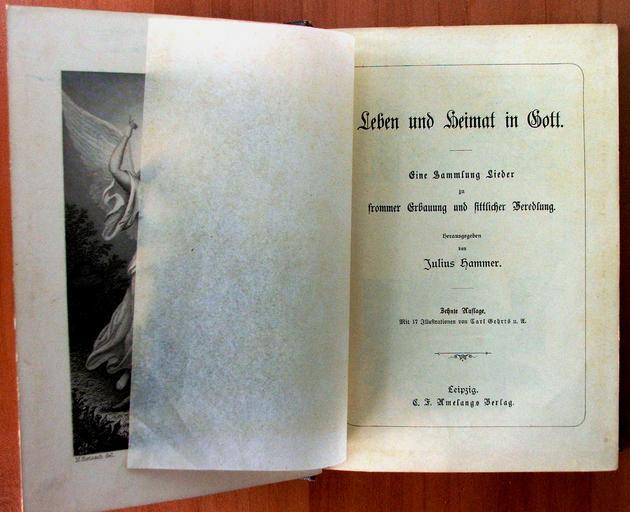 Leben und Heimat in Gott.
Eine Sammlung Lieder
zu
frommer Erbauung und sittlicher Veredlung.
Herausgegeben
von
Julius Hammer.
Zehnte Auflage.
Mit 17 Illustrationen von Carl Gehrts u. A.
Leipzig.
C. F. Amelangs Verlag.